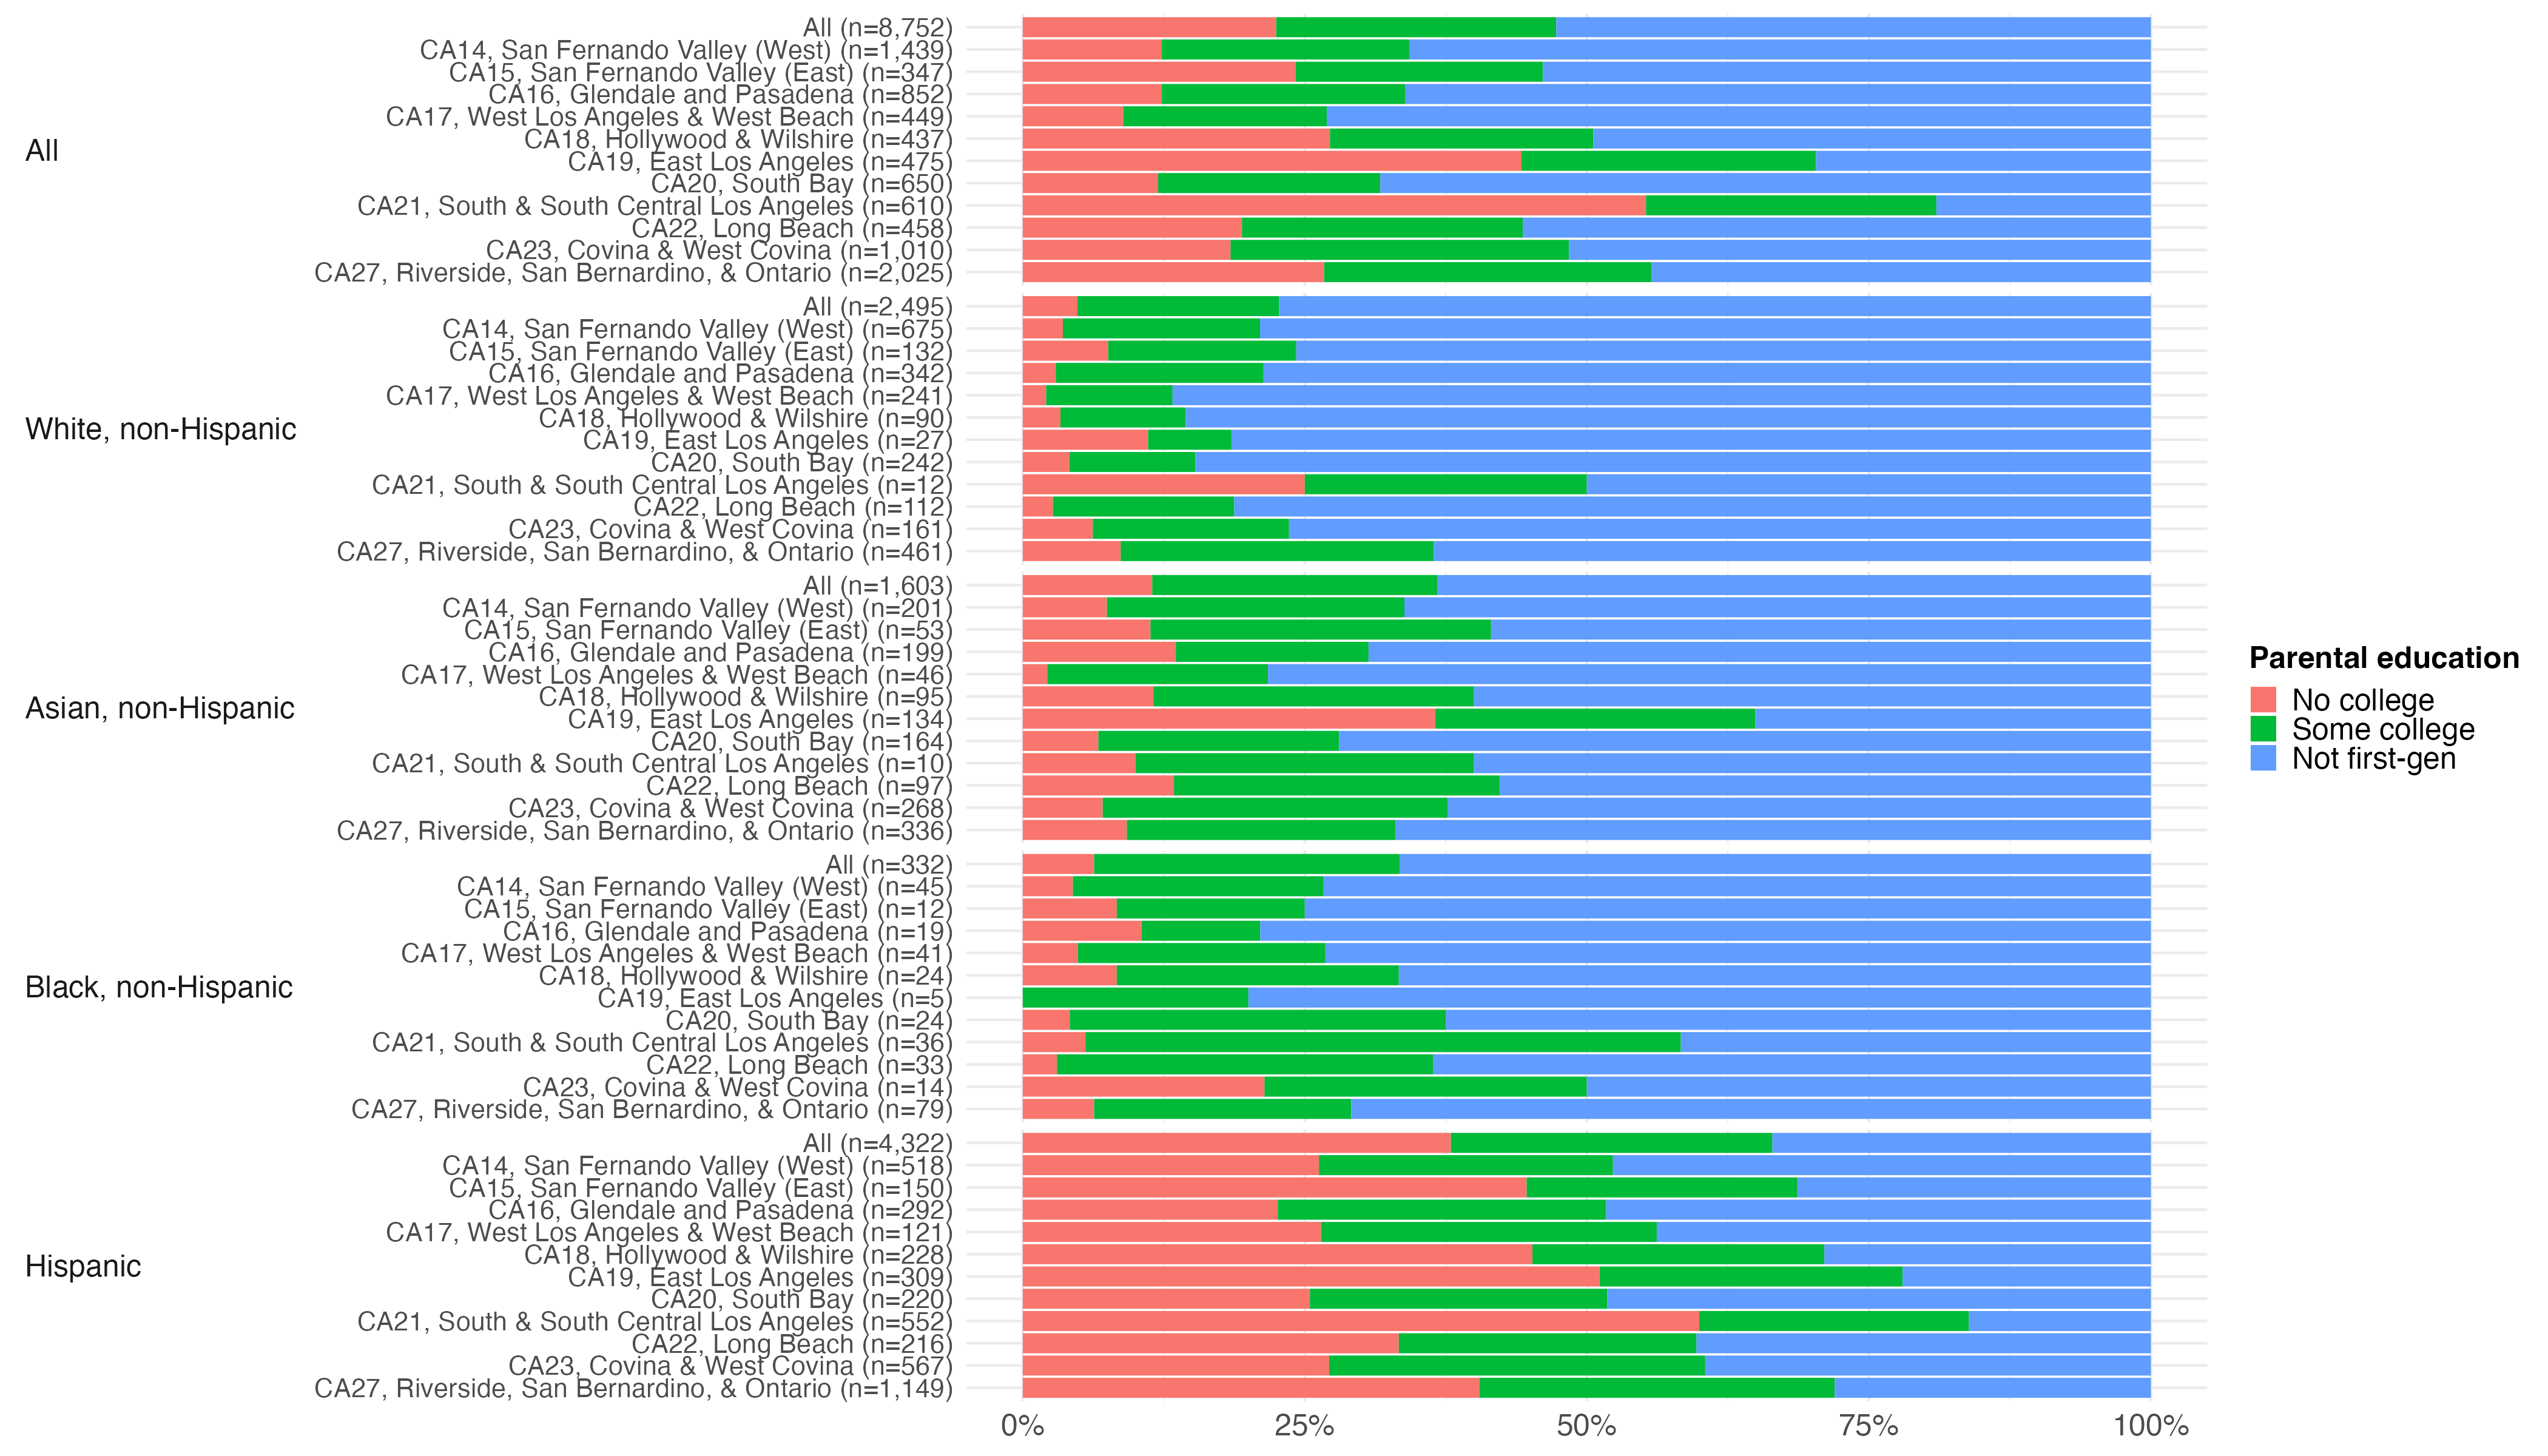 All
All (n=8,752)
CA14, San Fernando Valley (West) (n=1,439)
CA15, San Fernando Valley (East) (n=347)
CA16, Glendale and Pasadena (n=852)
CA17, West Los Angeles & West Beach (n=449)
CA18, Hollywood & Wilshire (n=437)
CA19, East Los Angeles (n=475)
CA20, South Bay (n=650)
CA21, South & South Central Los Angeles (n=610)
CA22, Long Beach (n=458)
CA23, Covina & West Covina (n=1,010)
CA27, Riverside, San Bernardino, & Ontario (n=2,025)
White, non-Hispanic
All (n=2,495)
CA14, San Fernando Valley (West) (n=675)
CA15, San Fernando Valley (East) (n=132)
CA16, Glendale and Pasadena (n=342)
CA17, West Los Angeles & West Beach (n=241)
CA18, Hollywood & Wilshire (n=90)
CA19, East Los Angeles (n=27)
CA20, South Bay (n=242)
CA21, South & South Central Los Angeles (n=12)
CA22, Long Beach (n=112)
CA23, Covina & West Covina (n=161)
CA27, Riverside, San Bernardino, & Ontario (n=461)
Asian, non-Hispanic
All (n=1,603)
CA14, San Fernando Valley (West) (n=201)
CA15, San Fernando Valley (East) (n=53)
CA16, Glendale and Pasadena (n=199)
CA17, West Los Angeles & West Beach (n=46)
CA18, Hollywood & Wilshire (n=95)
CA19, East Los Angeles (n=134)
CA20, South Bay (n=164)
CA21, South & South Central Los Angeles (n=10)
CA22, Long Beach (n=97)
CA23, Covina & West Covina (n=268)
CA27, Riverside, San Bernardino, & Ontario (n=336)
Black, non-Hispanic
All (n=332)
CA14, San Fernando Valley (West) (n=45)
CA15, San Fernando Valley (East) (n=12)
CA16, Glendale and Pasadena (n=19)
CA17, West Los Angeles & West Beach (n=41)
CA18, Hollywood & Wilshire (n=24)
CA19, East Los Angeles (n=5)
CA20, South Bay (n=24)
CA21, South & South Central Los Angeles (n=36)
CA22, Long Beach (n=33)
CA23, Covina & West Covina (n=14)
CA27, Riverside, San Bernardino, & Ontario (n=79)
Hispanic
All (n=4,322)
CA14, San Fernando Valley (West) (n=518)
CA15, San Fernando Valley (East) (n=150)
CA16, Glendale and Pasadena (n=292)
CA17, West Los Angeles & West Beach (n=121)
CA18, Hollywood & Wilshire (n=228)
CA19, East Los Angeles (n=309)
CA20, South Bay (n=220)
CA21, South & South Central Los Angeles (n=552)
CA22, Long Beach (n=216)
CA23, Covina & West Covina (n=567)
CA27, Riverside, San Bernardino, & Ontario (n=1,149)
0% 25% 50% 75% 100%
Parental education
No college
Some college
Not first-gen